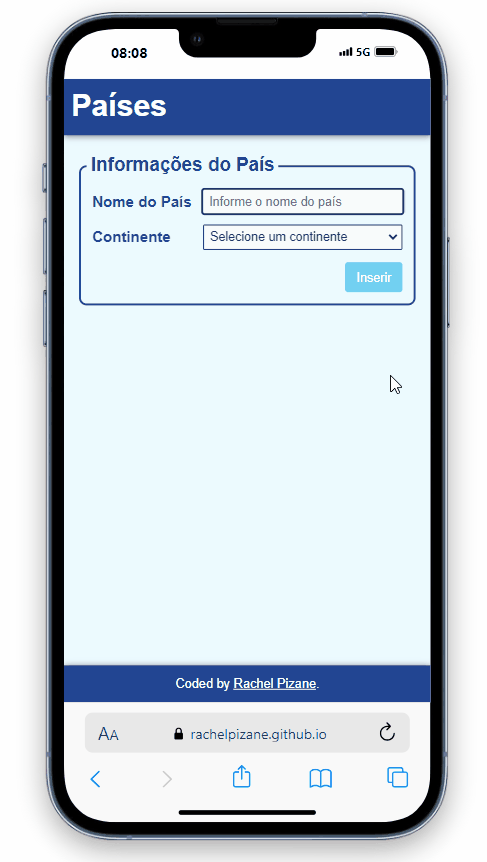 08:08
5G
Países
Informações do País
Nome do País
Informe o nome do país
Continente
Selecione um continente
Inserir
Coded by Rachel Pizane.
AA
rachelpizane.github.io